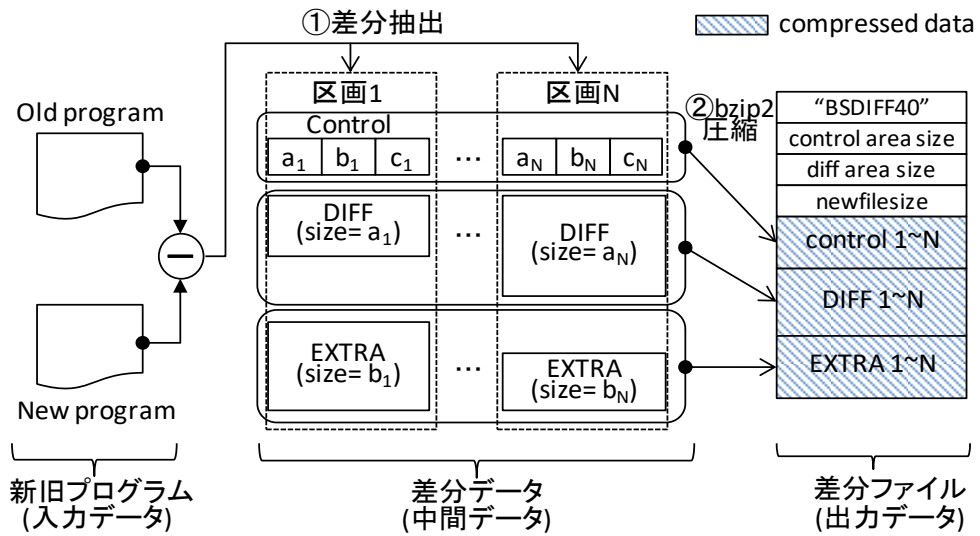 ①差分抽出
compressed data
Old program
区画1
区画N
②bzip2
圧縮
Control
a1 b1 c1 … aN bN cN
DIFF
(size= a1)
…
DIFF
(size= aN)
EXTRA
(size= b1)
…
EXTRA
(size= bN)
New program
“BSDIFF40”
control area size
diff area size
newfilesize
control 1~N
DIFF 1~N
EXTRA 1~N
新旧プログラム
(入力データ)
差分データ
(中間データ)
差分ファイル
(出力データ)